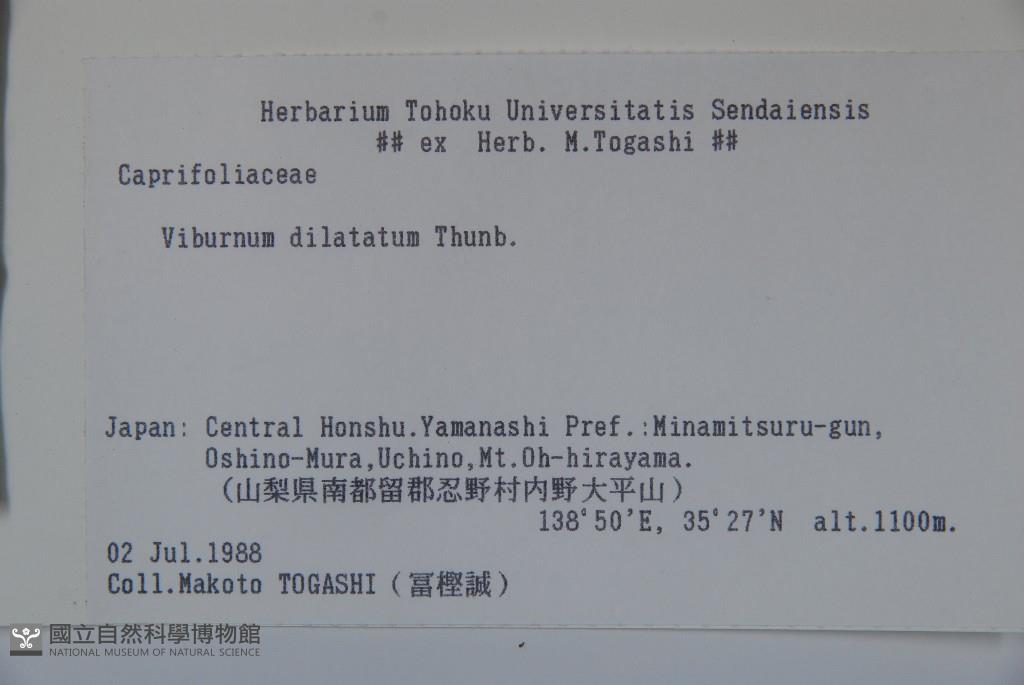 Herbarium Tohoku Universitatis Sendaiensis
## ex Herb. M.Togashi ##
Caprifoliaceae
Viburnum dilatatum Thunb.
Japan: Central Honshu.Yamanashi Pref.:Minamitsuru-gun,
Oshino-Mura,Uchino,Mt.Oh-hirayama.
(山梨県南都留郡忍野村内野大平山)
138°50'E, 35°27'N alt.1100m.
02 Jul.1988
Coll.Makoto TOGASHI (冨樫誠)
國立自然科學博物館
NATIONAL MUSEUM OF NATURAL SCIENCE